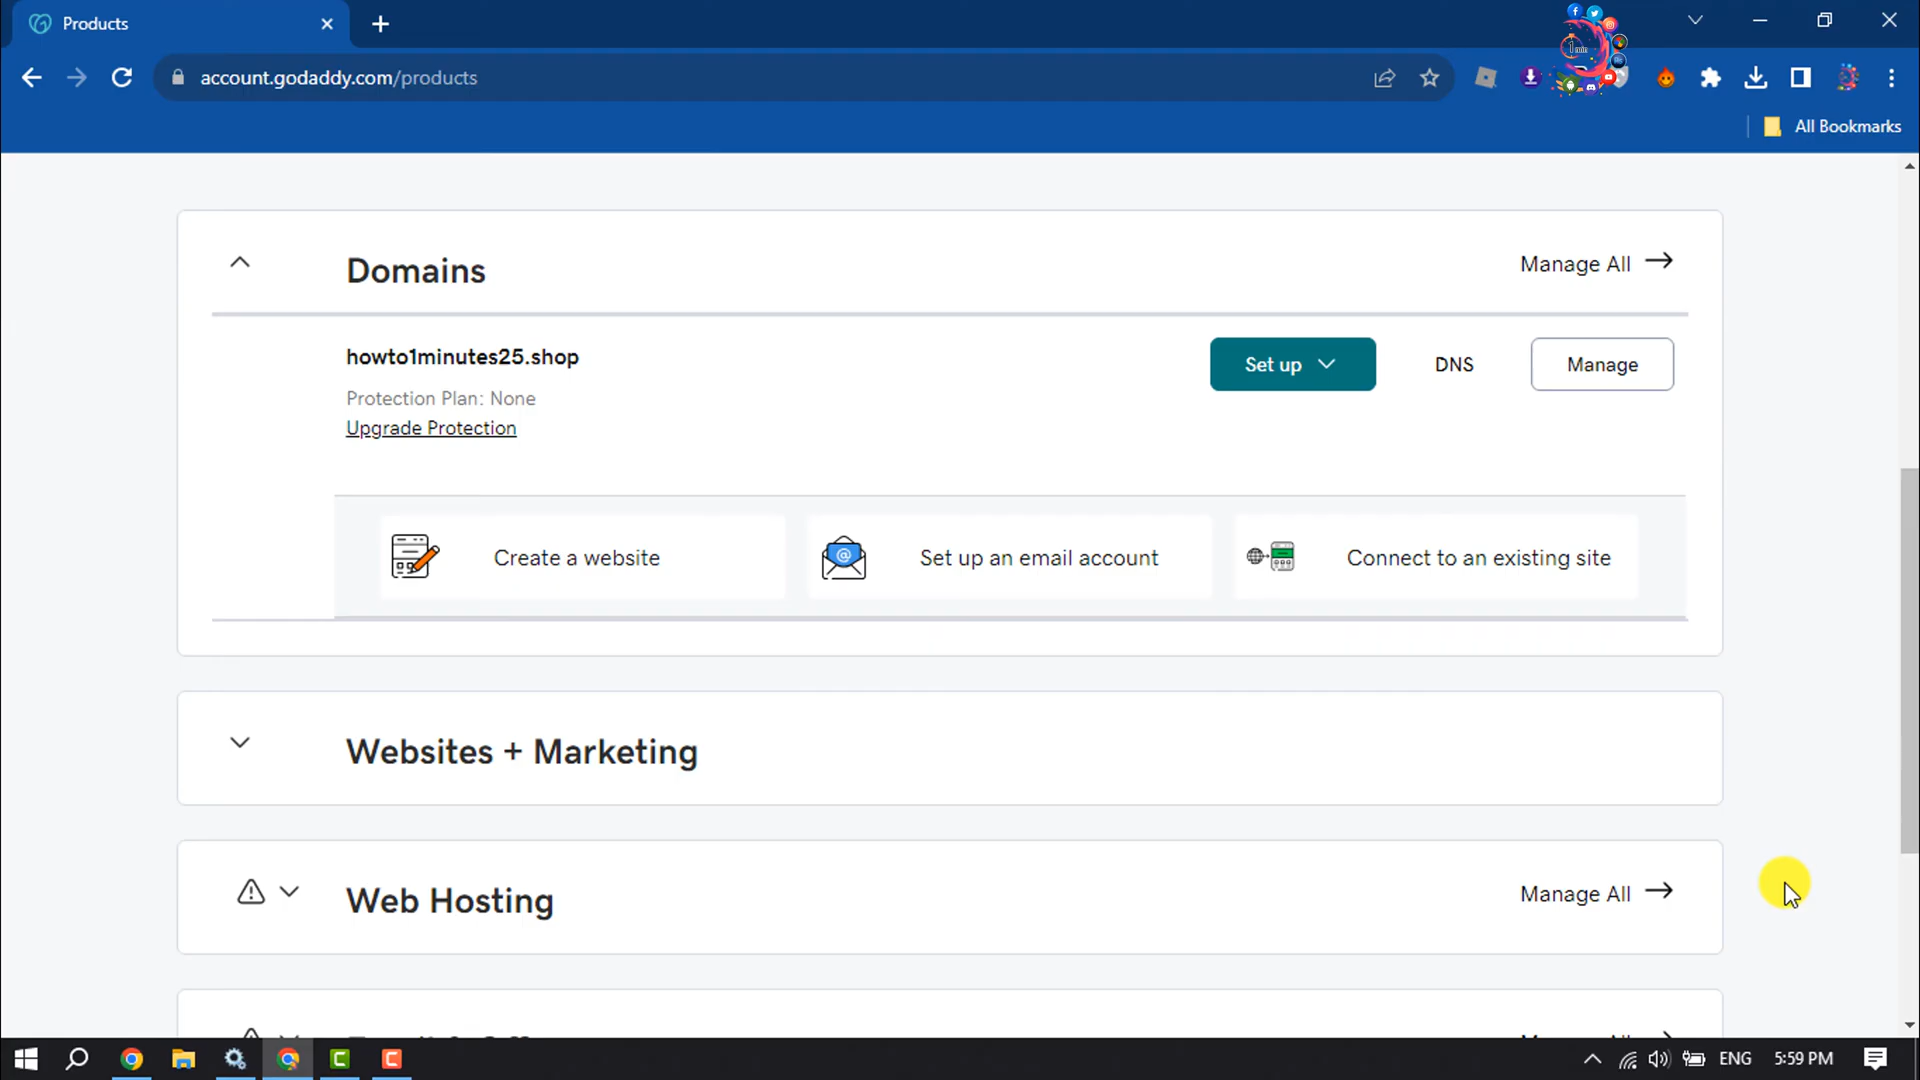 Products
account.godaddy.com/products
1 min
All Bookmarks
Domains
Manage All
howto1minutes25.shop
Set up
DNS
Manage
Protection Plan: None
Upgrade Protection
Create a website
Set up an email account
Connect to an existing site
Websites + Marketing
Web Hosting
Manage All
ENG
5:59 PM